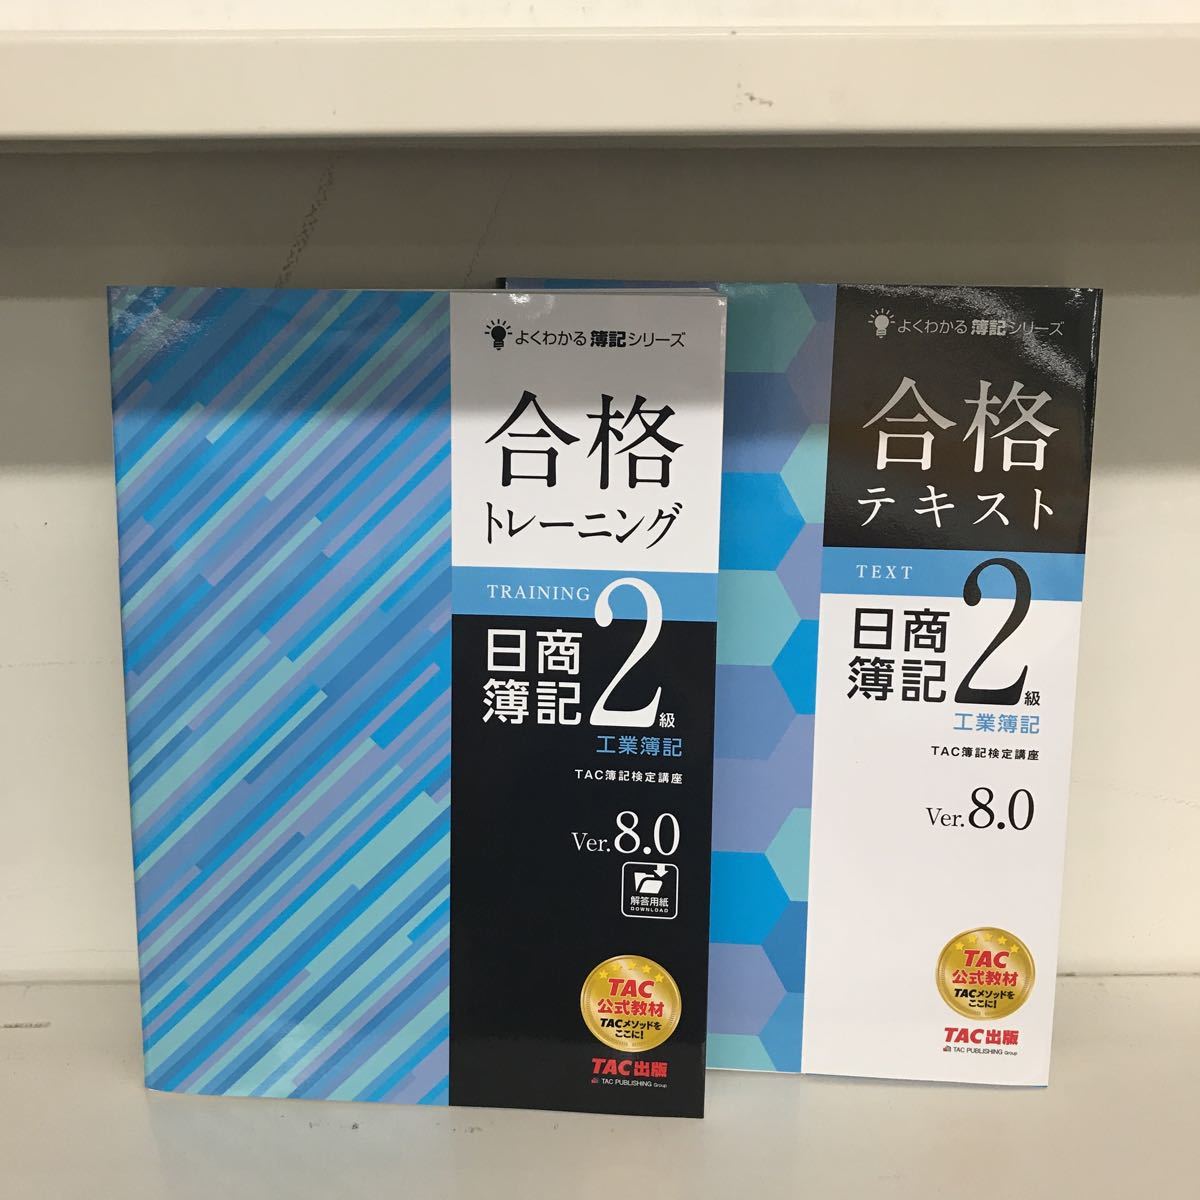 よくわかる簿記シリーズ
合格
トレーニング
TRAINING
日商
簿記
2級
工業簿記
TAC簿記検定講座
Ver.8.0
解答用紙
DOWNLOAD
TAC
公式教材
TACメソッドを
ここに!
TAC出版
TAC PUBLISHING Group
よくわかる簿記シリーズ
合格
テキスト
TEXT
日商
簿記
2級
工業簿記
TAC簿記検定講座
Ver.8.0
TAC
公式教材
TACメソッドを
ここに!
TAC出版
TAC PUBLISHING Group